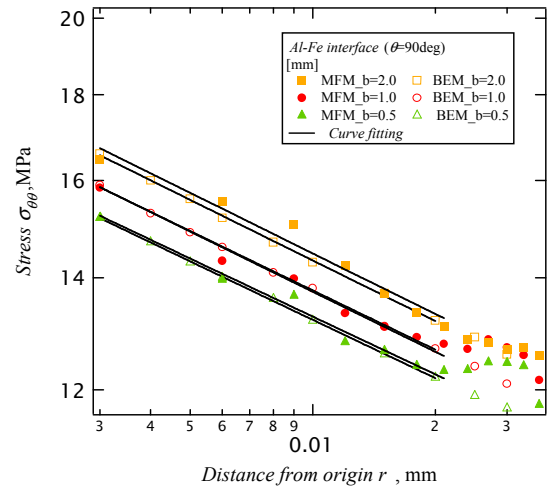 20
18
16
14
12
Stress σθθ, MPa
Al-Fe interface (θ=90deg)
[mm]
MFM_b=2.0 BEM_b=2.0
MFM_b=1.0 BEM_b=1.0
MFM_b=0.5 BEM_b=0.5
Curve fitting
3 4 5 6 7 8 9 2 3
0.01
Distance from origin r , mm